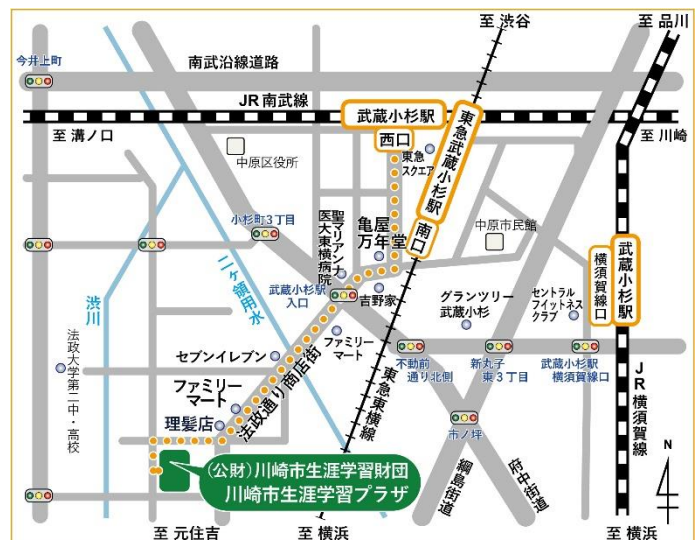 至 渋谷
至 品川
今井上町
南武沿線道路
JR 南武線
武蔵小杉駅
西口
至 溝ノ口
至 川崎
東急
スクエア
東急武蔵小杉駅
南口
中原区役所
小杉町3丁目
聖マリアンナ
医大東横病院
亀屋
万年堂
中原市民館
武蔵小杉駅
横須賀線口
二ヶ領用水
渋川
武蔵小杉駅
入口
吉野家
グランツリー
武蔵小杉
セントラル
フィットネス
クラブ
ファミリー
マート
セブンイレブン
法政大学第二中・高校
不動前
通り北側
新丸子
東3丁目
武蔵小杉駅
横須賀線口
ファミリー
マート
法政通り商店街
東急東横線
JR横須賀線
理髪店
市ノ坪
(公財)川崎市生涯学習財団
川崎市生涯学習プラザ
綱島街道
府中街道
N
至 元住吉
至 横浜
至 横浜